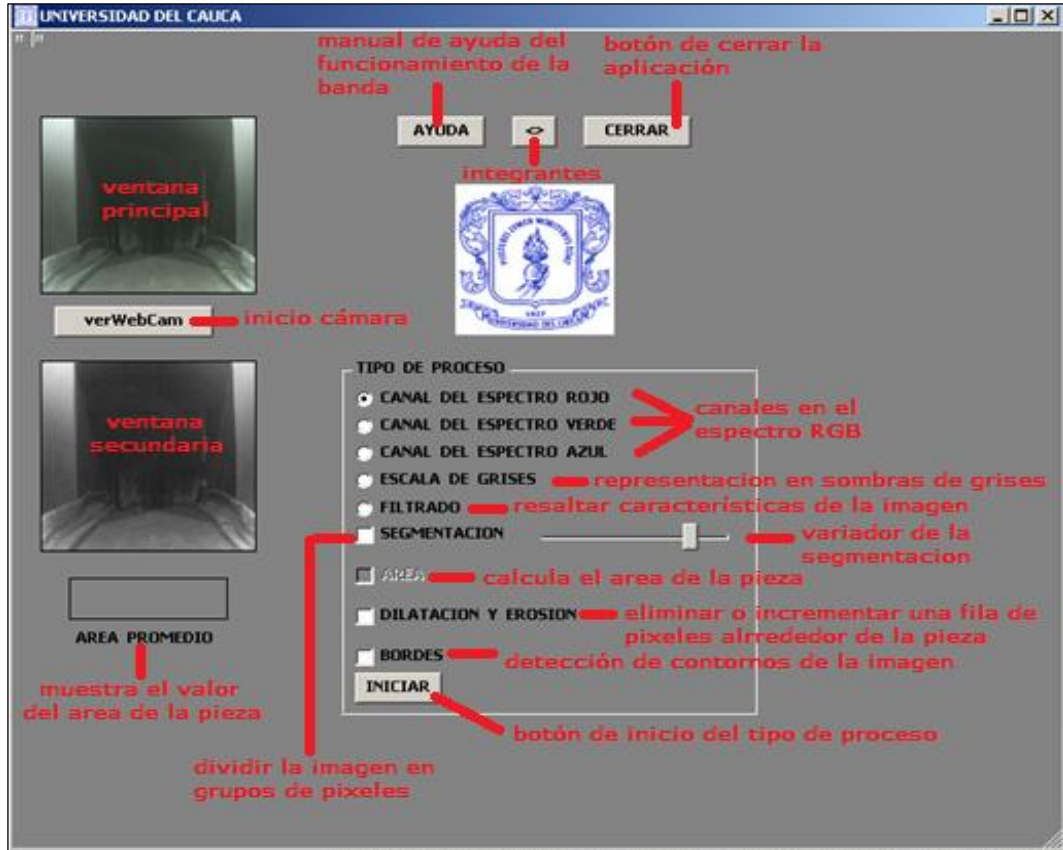 UNIVERSIDAD DEL CAUCA
" "
manual de ayuda del
funcionamiento de la
banda
botón de cerrar la
aplicación
AYUDA
<>
CERRAR
integrantes
ventana
principal
1827
UNIVERSIDAD DEL CAUCA
verWebCam
inicio cámara
ventana
secundaria
TIPO DE PROCESO
CANAL DEL ESPECTRO ROJO
CANAL DEL ESPECTRO VERDE
CANAL DEL ESPECTRO AZUL
canales en el
espectro RGB
ESCALA DE GRISES
representacion en sombras de grises
FILTRADO
resaltar características de la imagen
SEGMENTACION
variador de la
segmentacion
AREA
calcula el area de la pieza
DILATACION Y EROSION
eliminar o incrementar una fila de
pixeles alrrededor de la pieza
BORDES
detección de contornos de la imagen
INICIAR
botón de inicio del tipo de proceso
AREA PROMEDIO
muestra el valor
del area de la pieza
dividir la imagen en
grupos de pixeles